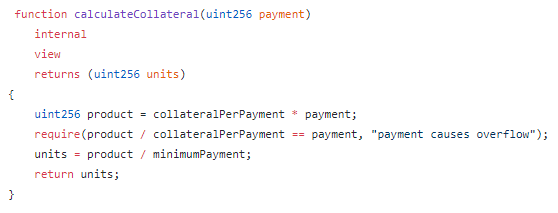 function calculateCollateral(uint256 payment)
internal
view
returns (uint256 units)
{
uint256 product = collateralPerPayment * payment;
require(product / collateralPerPayment == payment, "payment causes overflow");
units = product / minimumPayment;
return units;
}